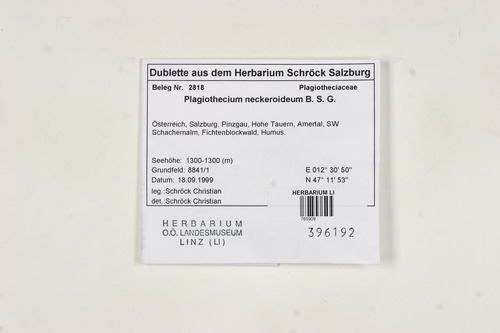 Dublette aus dem Herbarium Schröck Salzburg
Beleg Nr. 2818 Plagiotheciaceae
Plagiothecium neckeroideum B. S. G.
Österreich, Salzburg, Pinzgau, Hohe Tauern, Amertal, SW
Schachernalm, Fichtenblockwald, Humus.
Seehöhe: 1300-1300 (m)
Grundfeld: 8841/1 E 012° 30' 50''
Datum: 18.09.1999 N 47° 11' 53''
leg.:Schröck Christian
det.:Schröck Christian
HERBARIUM LI
765909
HERBARIUM
O.Ö. LANDESMUSEUM
LINZ (LI)
396192